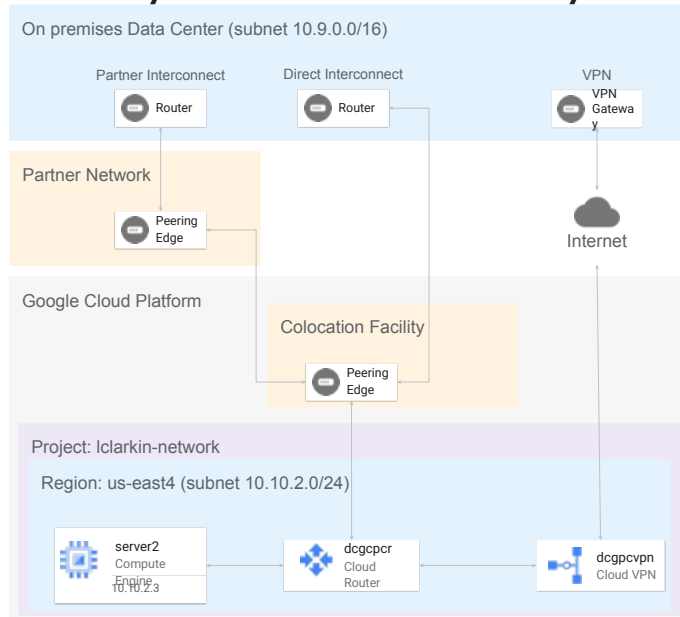 On premises Data Center (subnet 10.9.0.0/16)
Partner Interconnect
Direct Interconnect
VPN
Router
Router
VPN
Gatewa
y
Partner Network
Peering
Edge
Internet
Google Cloud Platform
Colocation Facility
Peering
Edge
Project: lclarkin-network
Region: us-east4 (subnet 10.10.2.0/24)
server2
Compute
Engine
10.10.2.3
dcgcpcr
Cloud
Router
dcgpcvpn
Cloud VPN